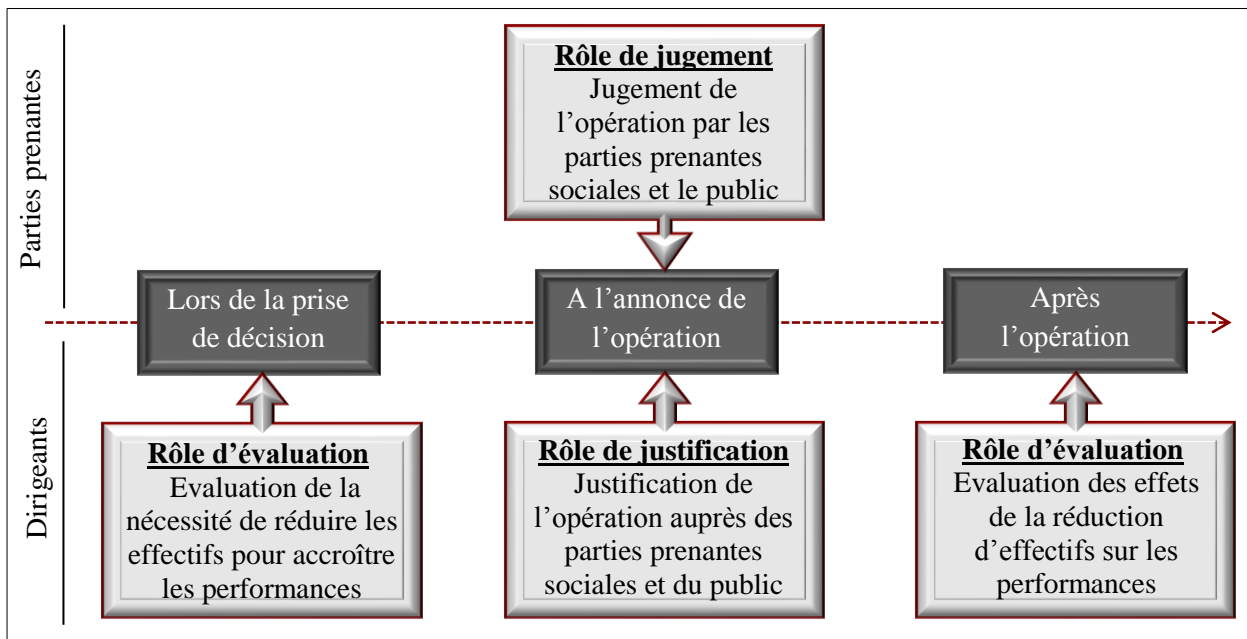 Parties prenantes
Rôle de jugement
Jugement de
l’opération par les
parties prenantes
sociales et le public
Lors de la prise
de décision
A l’annonce de
l’opération
Après
l’opération
Dirigeants
Rôle d’évaluation
Evaluation de la
nécessité de réduire les
effectifs pour accroître
les performances
Rôle de justification
Justification de
l’opération auprès des
parties prenantes
sociales et du public
Rôle d’évaluation
Evaluation des effets
de la réduction
d’effectifs sur les
performances